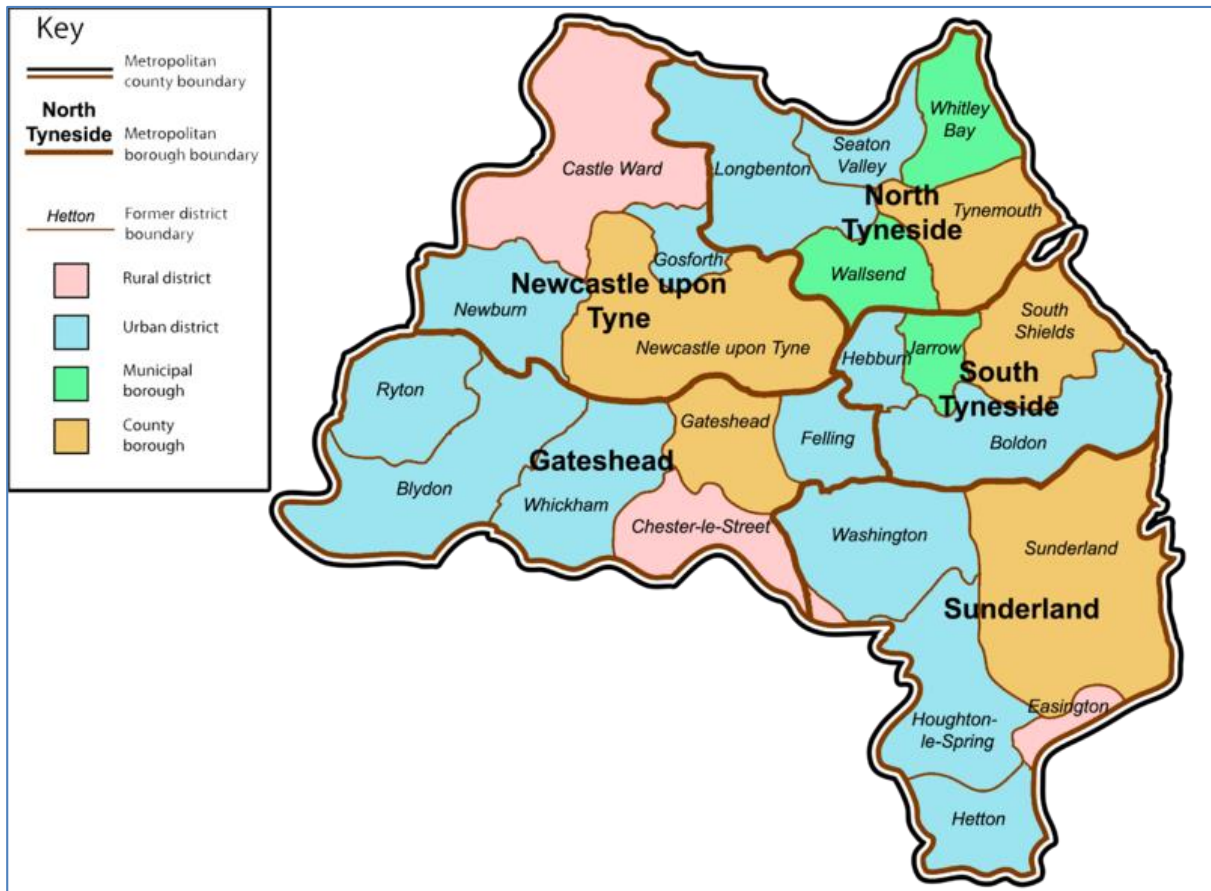 Key
Metropolitan
county boundary
North
Tyneside
Metropolitan
borough boundary
Hetton
Former district
boundary
Rural district
Urban district
Municipal
borough
County
borough
Whitley
Bay
Seaton
Valley
Castle Ward
Longbenton
North
Tyneside
Tynemouth
Gosforth
Wallsend
Newcastle upon
Tyne
Newburn
Newcastle upon Tyne
South
Shields
Hebburn
Jarrow
South
Tyneside
Ryton
Gateshead
Felling
Boldon
Gateshead
Blydon
Whickham
Chester-le-Street
Washington
Sunderland
Sunderland
Easington
Houghton-
le-Spring
Hetton